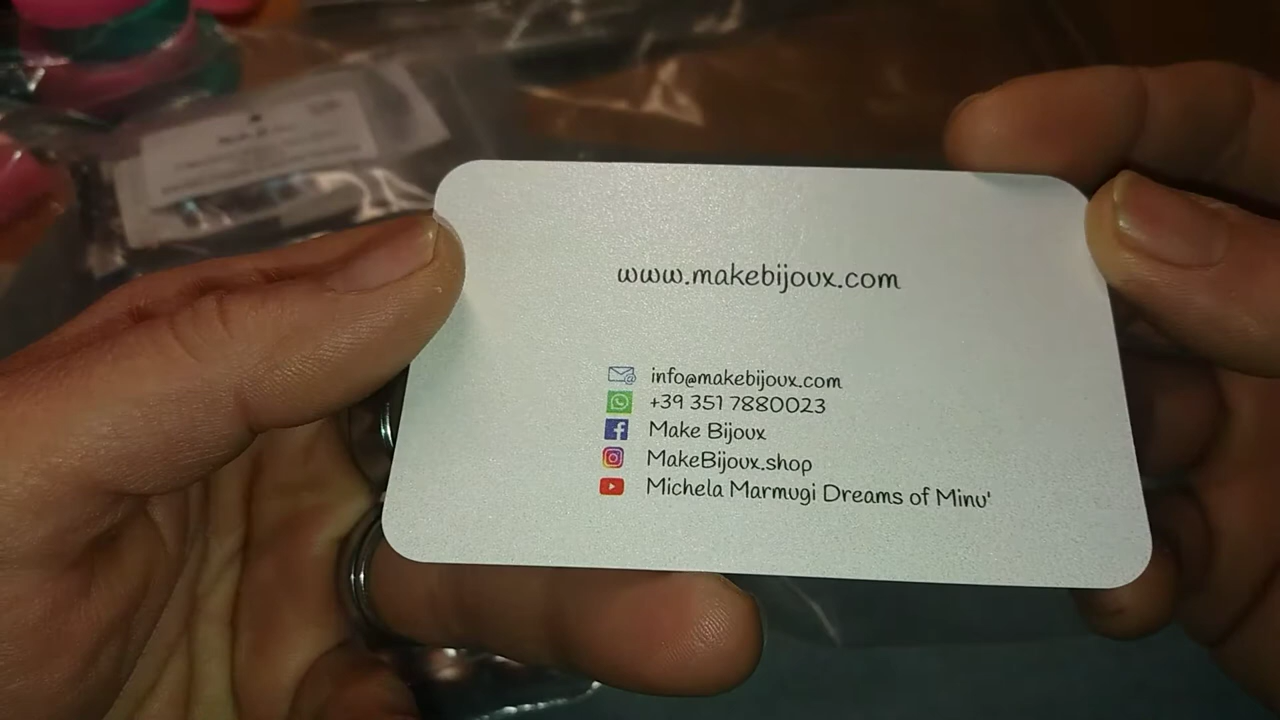 www.makebijoux.com
info@makebijoux.com
+39 351 7880023
Make Bijoux
MakeBijoux.shop
Michela Marmugi Dreams of Minu'